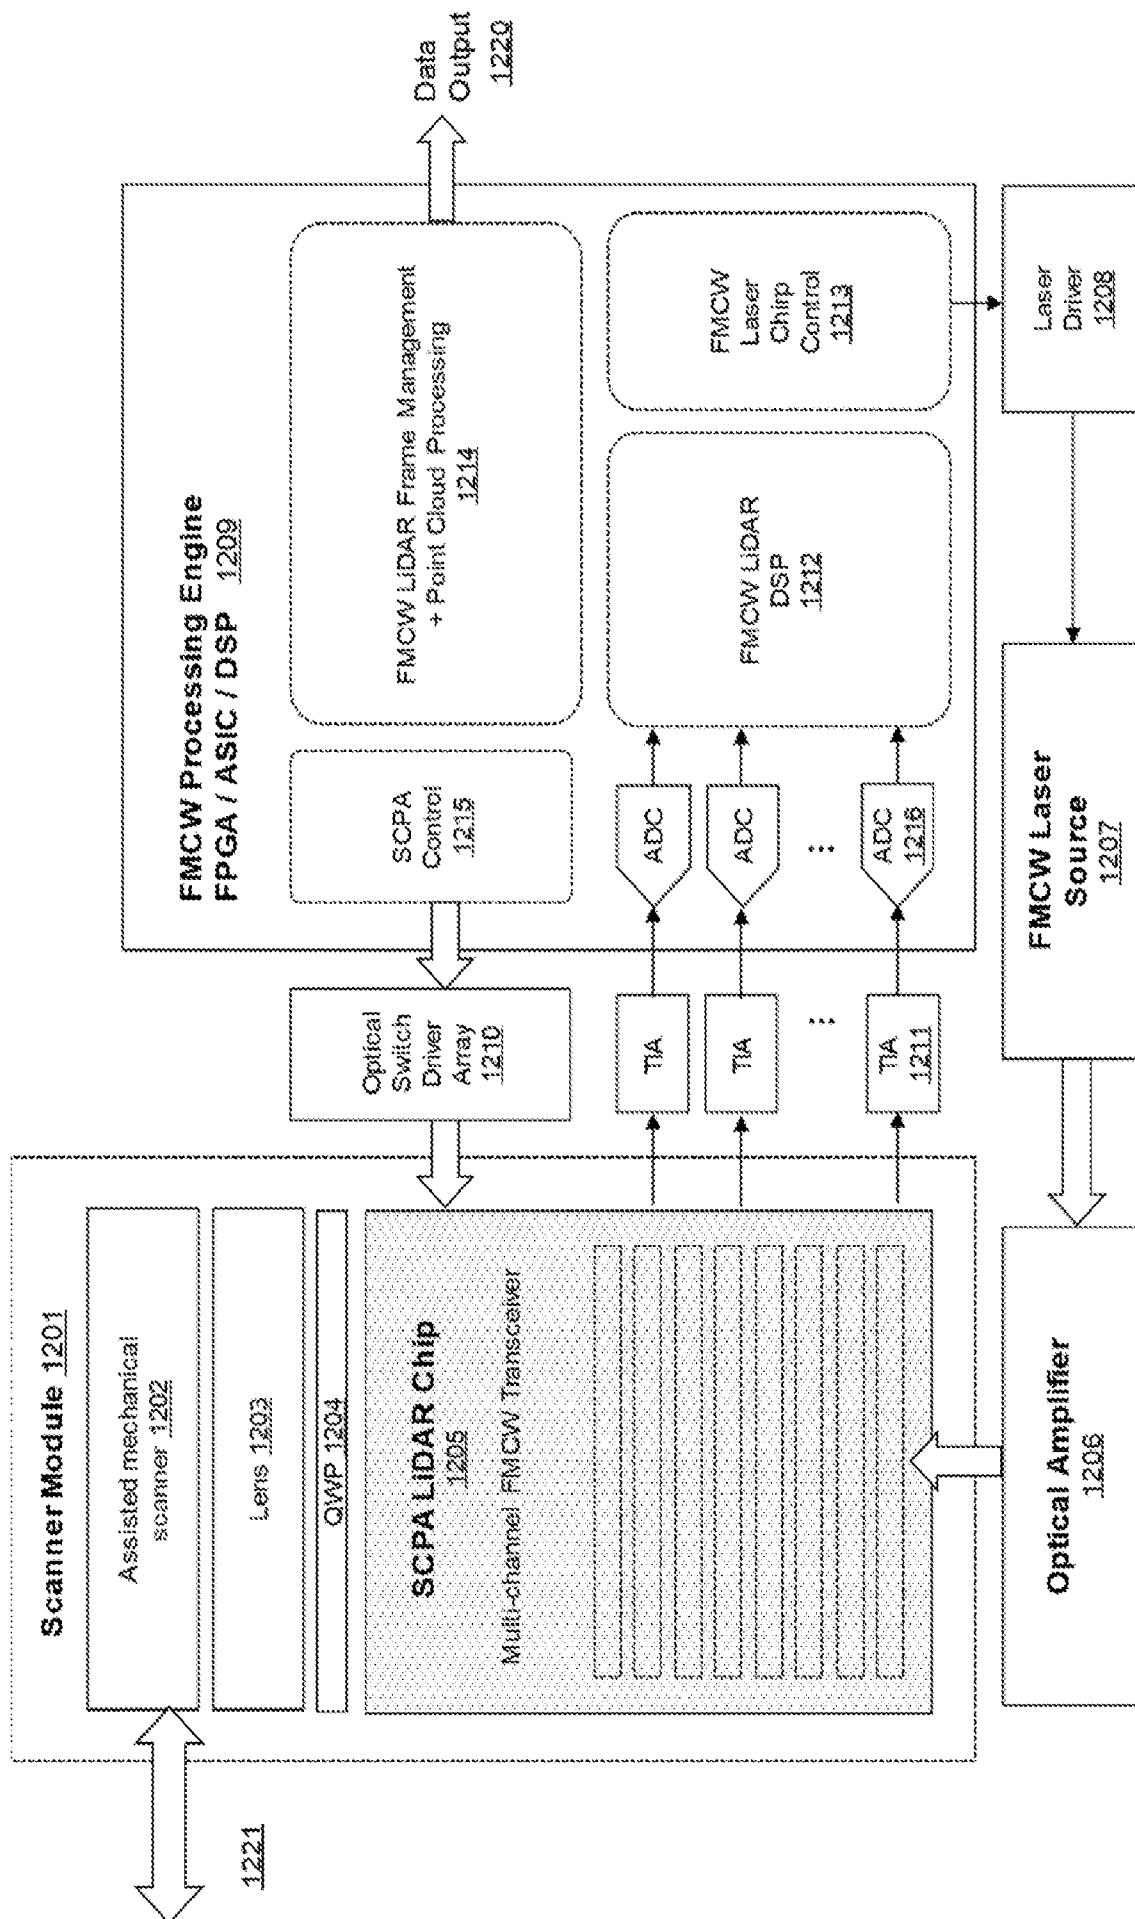 Scanner Module 1201
Assisted mechanical
scanner 1202
Lens 1203
QWP 1204
SCPA LiDAR Chip
1205
Multi-channel FMCW Transceiver
1221
Optical
Switch
Driver
Array
1210
TIA
TIA
...
TIA
1211
FMCW Processing Engine
FPGA / ASIC / DSP 1209
SCPA
Control
1215
FMCW LiDAR Frame Management
+ Point Cloud Processing
1214
ADC
ADC
...
ADC
1216
FMCW LiDAR
DSP
1212
FMCW
Laser
Chirp
Control
1213
Data
Output
1220
Optical Amplifier
1206
FMCW Laser
Source
1207
Laser
Driver
1208